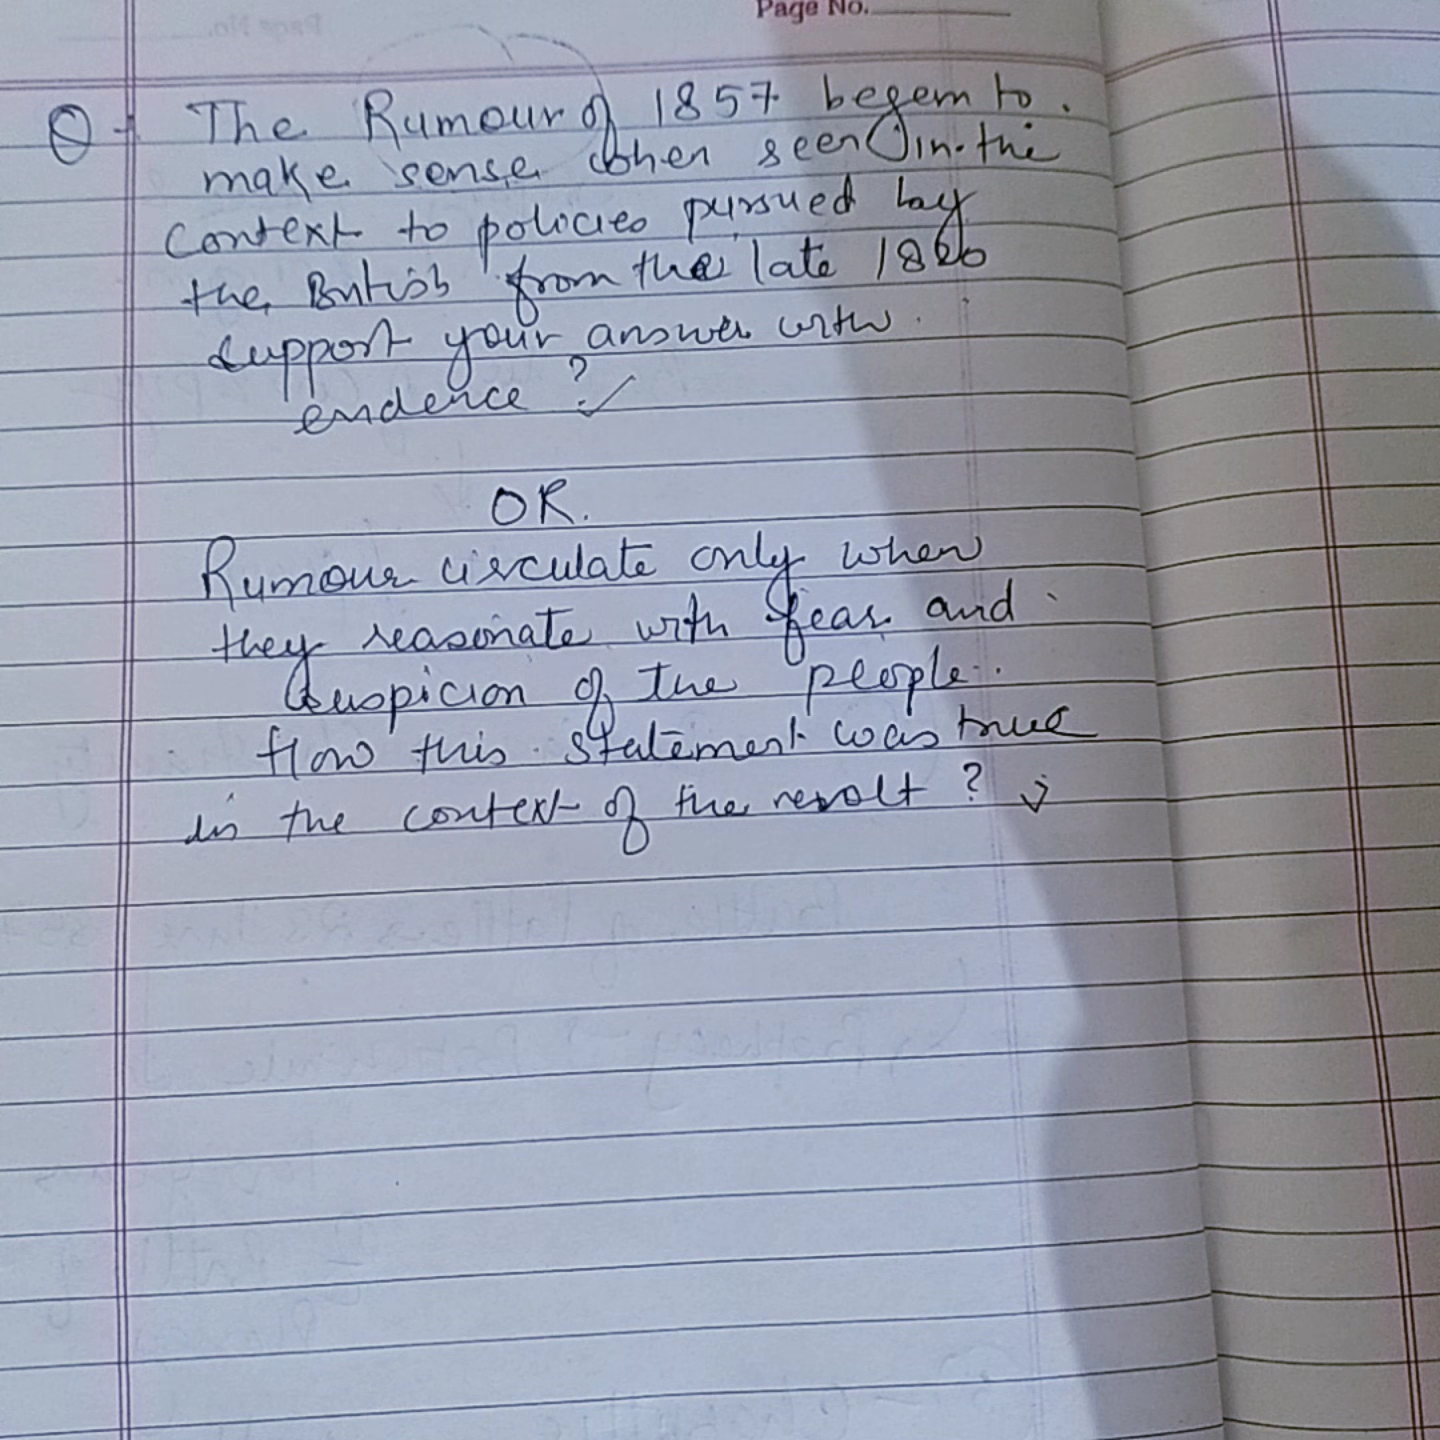 Page No.
Q - The Rumour of 1857 begem to.
make sense when seen in the
Context to policies pursued by
the British from the late 1820
support your answer with
endence ?
OR.
Rumour circulate only when
they reasonate with fear and
suspicion of the people.
How this statement was true
in the context of the revolt ?